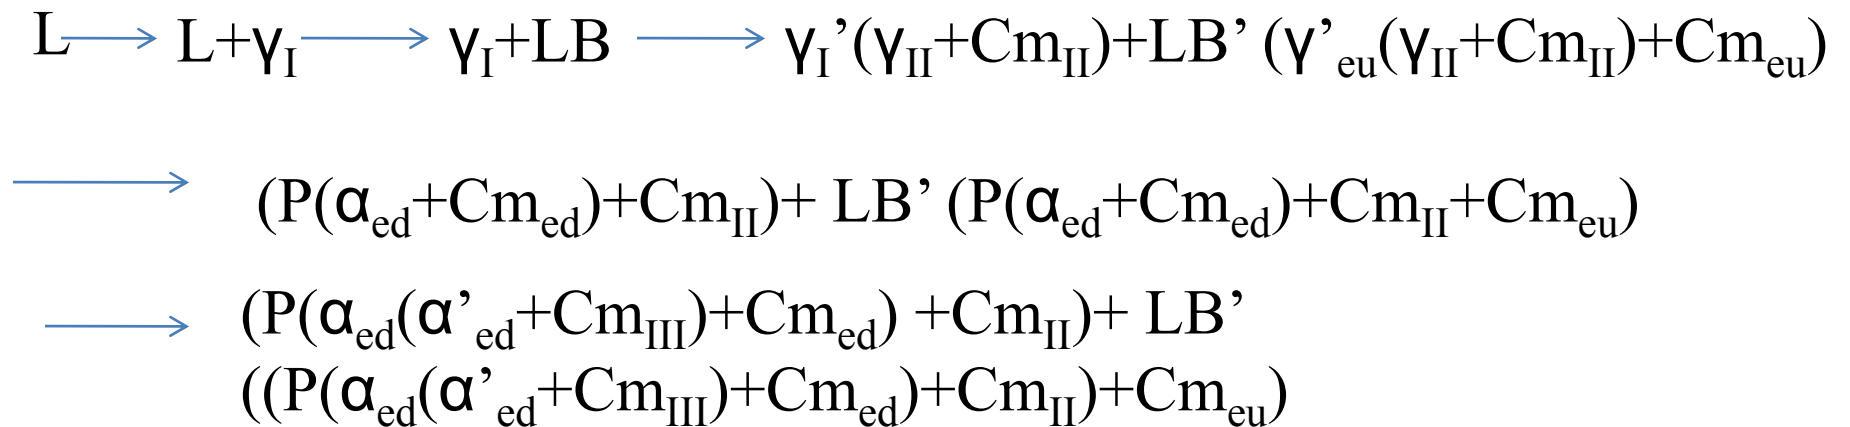 L → L+γI → γI+LB → γI’(γII+CmII)+LB’ (γ’eu(γII+CmII)+Cmeu)
→ (P(αed+Cmed)+CmII)+ LB’ (P(αed+Cmed)+CmII+Cmeu)
→ (P(αed(α’ed+CmIII)+Cmed) +CmII)+ LB’
((P(αed(α’ed+CmIII)+Cmed)+CmII)+Cmeu)